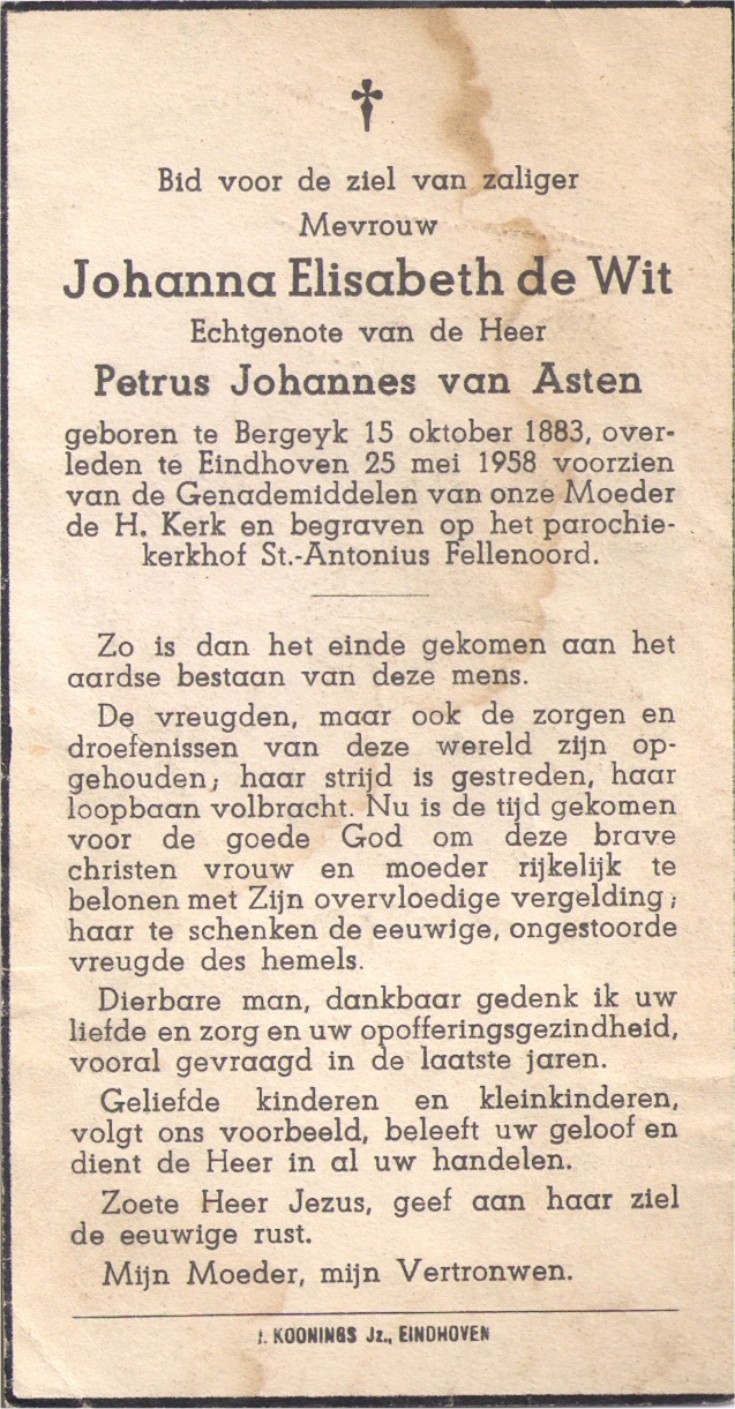 Bid voor de ziel van zaliger
Mevrouw
Johanna Elisabeth de Wit
Echtgenote van de Heer
Petrus Johannes van Asten
geboren te Bergeyk 15 oktober 1883, over-
leden te Eindhoven 25 mei 1958 voorzien
van de Genademiddelen van onze Moeder
de H. Kerk en begraven op het parochie-
kerkhof St.-Antonius Fellenoord.
Zo is dan het einde gekomen aan het
aardse bestaan van deze mens.
De vreugden, maar ook de zorgen en
droefenissen van deze wereld zijn op-
gehouden; haar strijd is gestreden, haar
loopbaan volbracht. Nu is de tijd gekomen
voor de goede God om deze brave
christen vrouw en moeder rijkelijk te
belonen met Zijn overvloedige vergelding;
haar te schenken de eeuwige, ongestoorde
vreugde des hemels.
Dierbare man, dankbaar gedenk ik uw
liefde en zorg en uw opofferingsgezindheid,
vooral gevraagd in de laatste jaren.
Geliefde kinderen en kleinkinderen,
volgt ons voorbeeld, beleeft uw geloof en
dient de Heer in al uw handelen.
Zoete Heer Jezus, geef aan haar ziel
de eeuwige rust.
Mijn Moeder, mijn Vertronwen.
KOONINGS Jz., EINDHOVEN